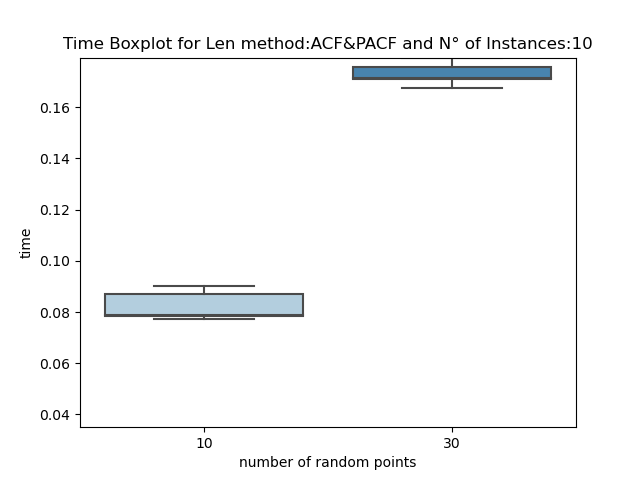 Time Boxplot for Len method:ACF&PACF and N° of Instances:10
0.16
0.14
0.12
0.10
0.08
0.06
0.04
time
10 30
number of random points